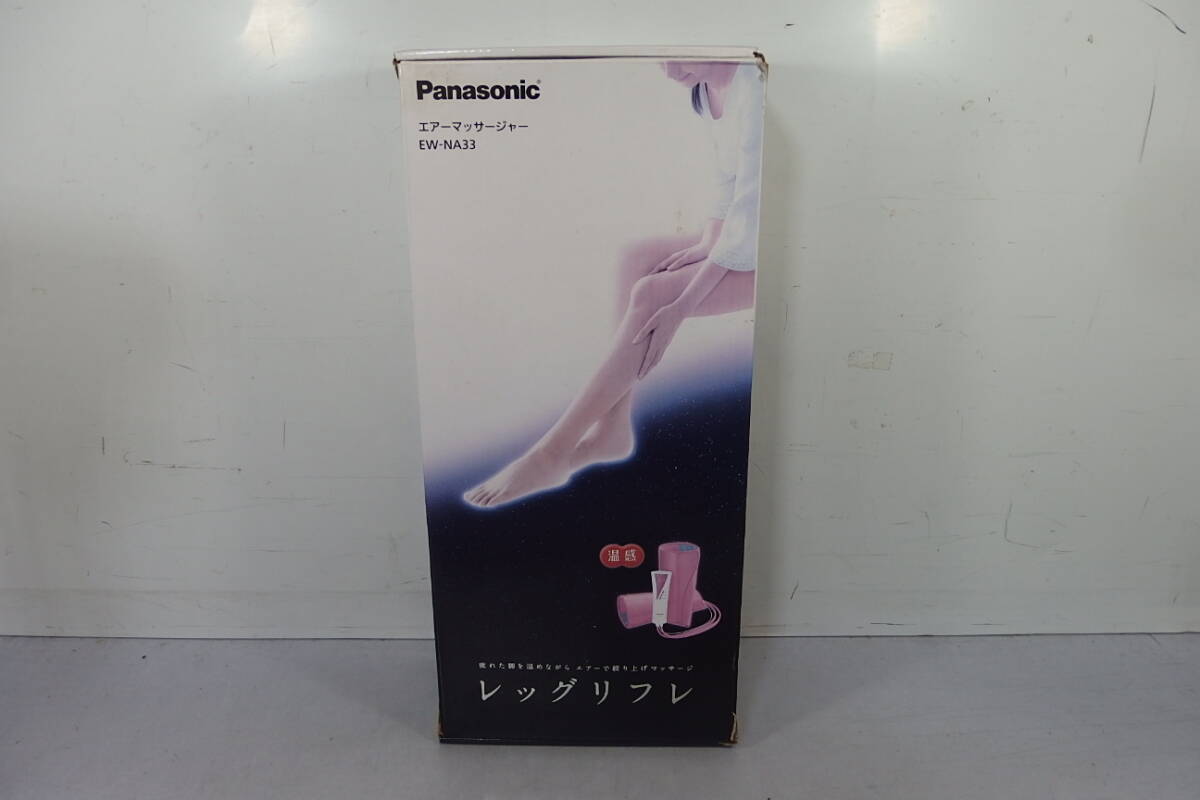 Panasonic
エアーマッサージャー
EW-NA33
温感
疲れた脚を温めながら エアーで絞り上げマッサージ
レッグリフレ